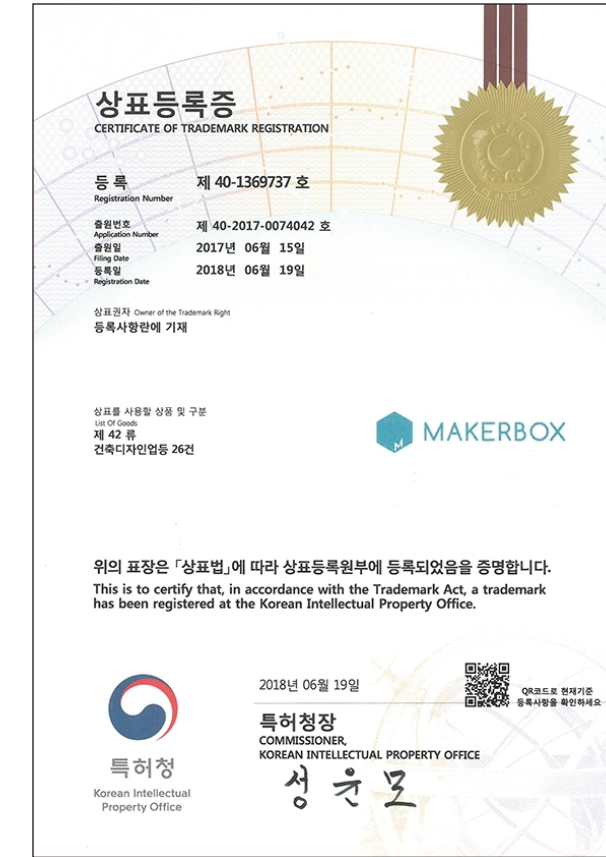 상표등록증
CERTIFICATE OF TRADEMARK REGISTRATION
등 록 제 40-1369737 호
Registration Number
출원번호 제 40-2017-0074042 호
Application Number
출원일 2017년 06월 15일
Filing Date
등록일 2018년 06월 19일
Registration Date
상표권자 Owner of the Trademark Right
등록사항란에 기재
상표를 사용할 상품 및 구분
List Of Goods
제 42 류
건축디자인업등 26건
M
MAKERBOX
위의 표장은 「상표법」에 따라 상표등록원부에 등록되었음을 증명합니다.
This is to certify that, in accordance with the Trademark Act, a trademark
has been registered at the Korean Intellectual Property Office.
2018년 06월 19일
QR코드로 현재기준
등록사항을 확인하세요
특허청장
COMMISSIONER,
KOREAN INTELLECTUAL PROPERTY OFFICE
성윤모
특허청
Korean Intellectual
Property Office